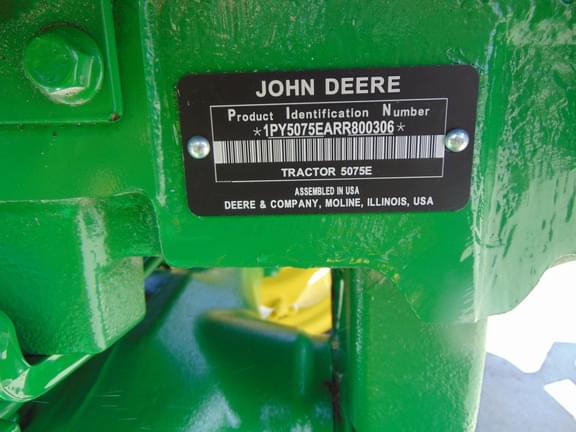 JOHN DEERE
Product Identification Number
*1PY5075EARR800306*
TRACTOR 5075E
ASSEMBLED IN USA
DEERE & COMPANY, MOLINE, ILLINOIS, USA